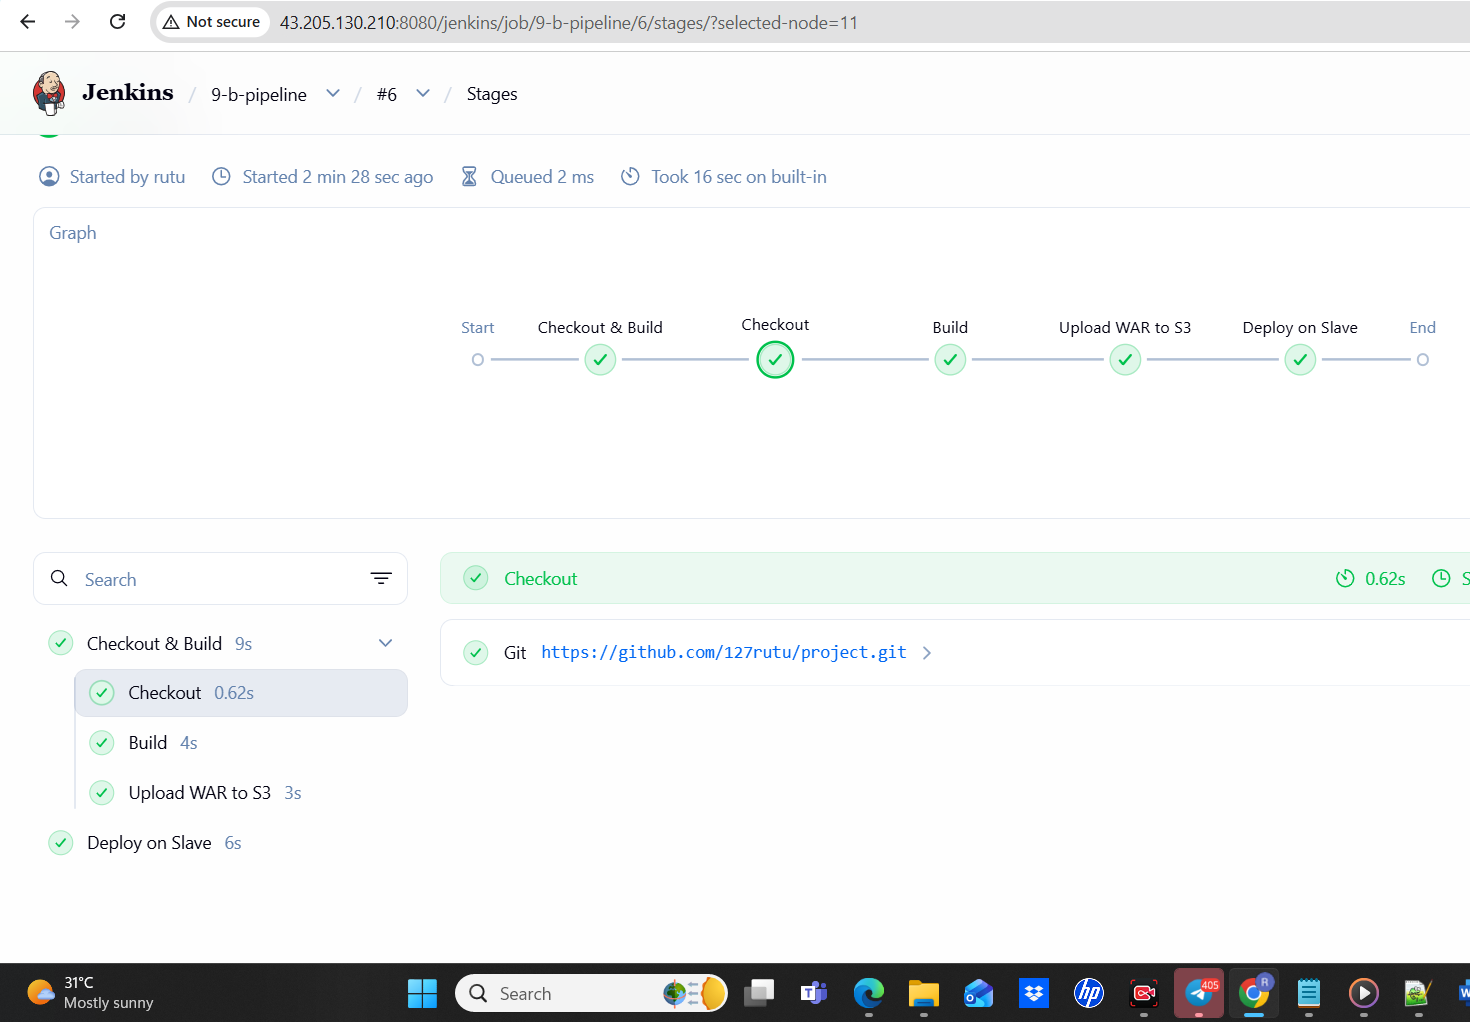 Not secure 43.205.130.210:8080/jenkins/job/9-b-pipeline/6/stages/?selected-node=11
Jenkins / 9-b-pipeline / #6 / Stages
Started by rutu Started 2 min 28 sec ago Queued 2 ms Took 16 sec on built-in
Graph
Start Checkout & Build Checkout Build Upload WAR to S3 Deploy on Slave End
Search
Checkout 0.62s S
Checkout & Build 9s
Git https://github.com/127rutu/project.git
Checkout 0.62s
Build 4s
Upload WAR to S3 3s
Deploy on Slave 6s
31°C
Mostly sunny
Search
405
R